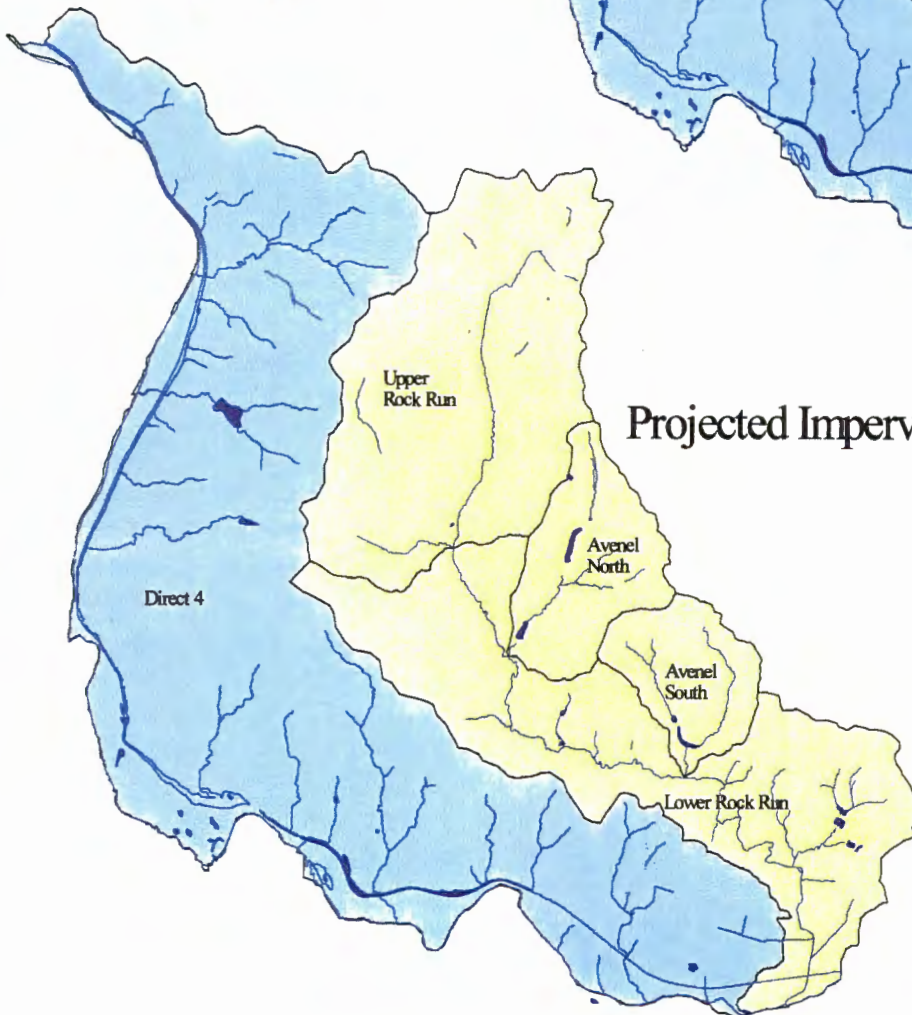 Upper
Rock Run
Projected Imperv
Avenel
North
Direct 4
Avenel
South
Lower Rock Run